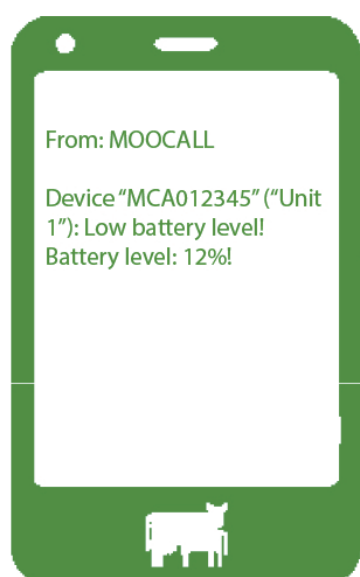 From: MOOCALL
Device “MCA012345” (“Unit
1”): Low battery level!
Battery level: 12%!